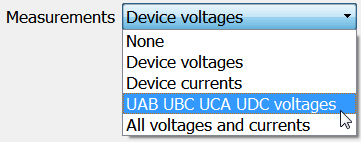 Measurements Device voltages
None
Device voltages
Device currents
UAB UBC UCA UDC voltages
All voltages and currents